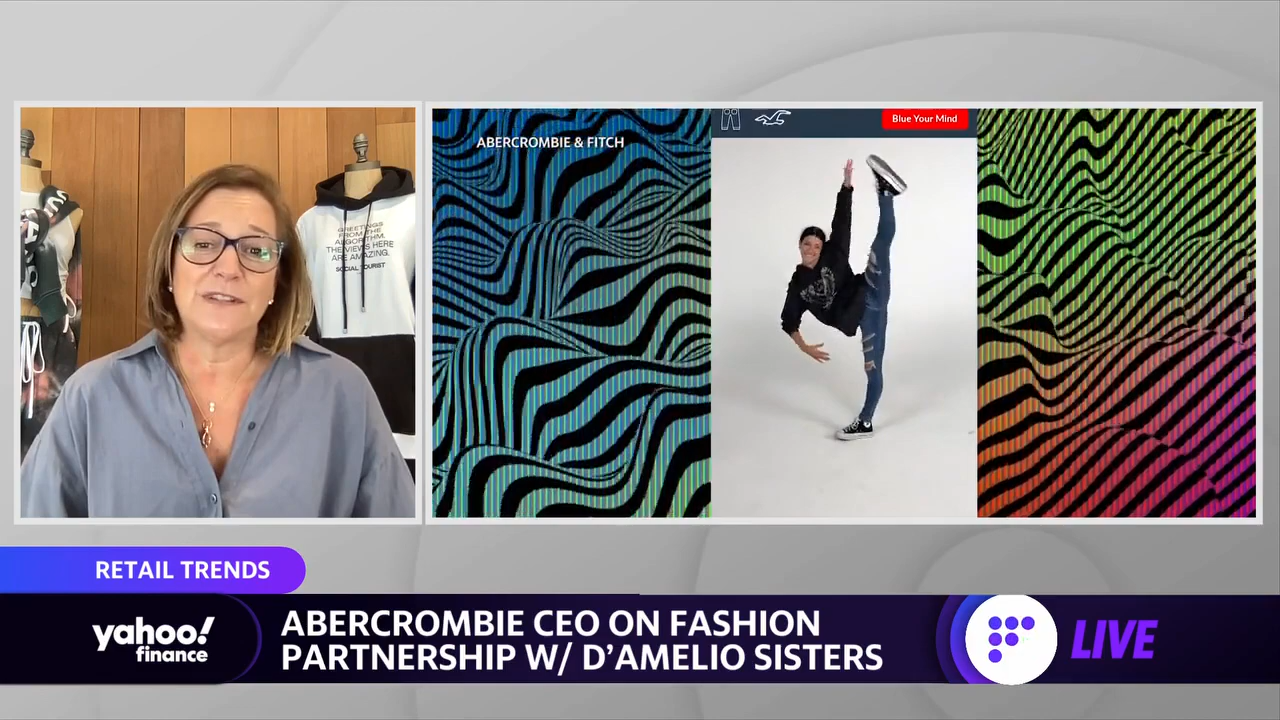 ABERCROMBIE & FITCH
Blue Your Mind
GREETINGS
FROM THE
ALGORITHM.
THE VIEWS HERE
ARE AMAZING.
SOCIAL TOURIST
RETAIL TRENDS
yahoo!
finance
ABERCROMBIE CEO ON FASHION
PARTNERSHIP W/ D'AMELIO SISTERS
LIVE